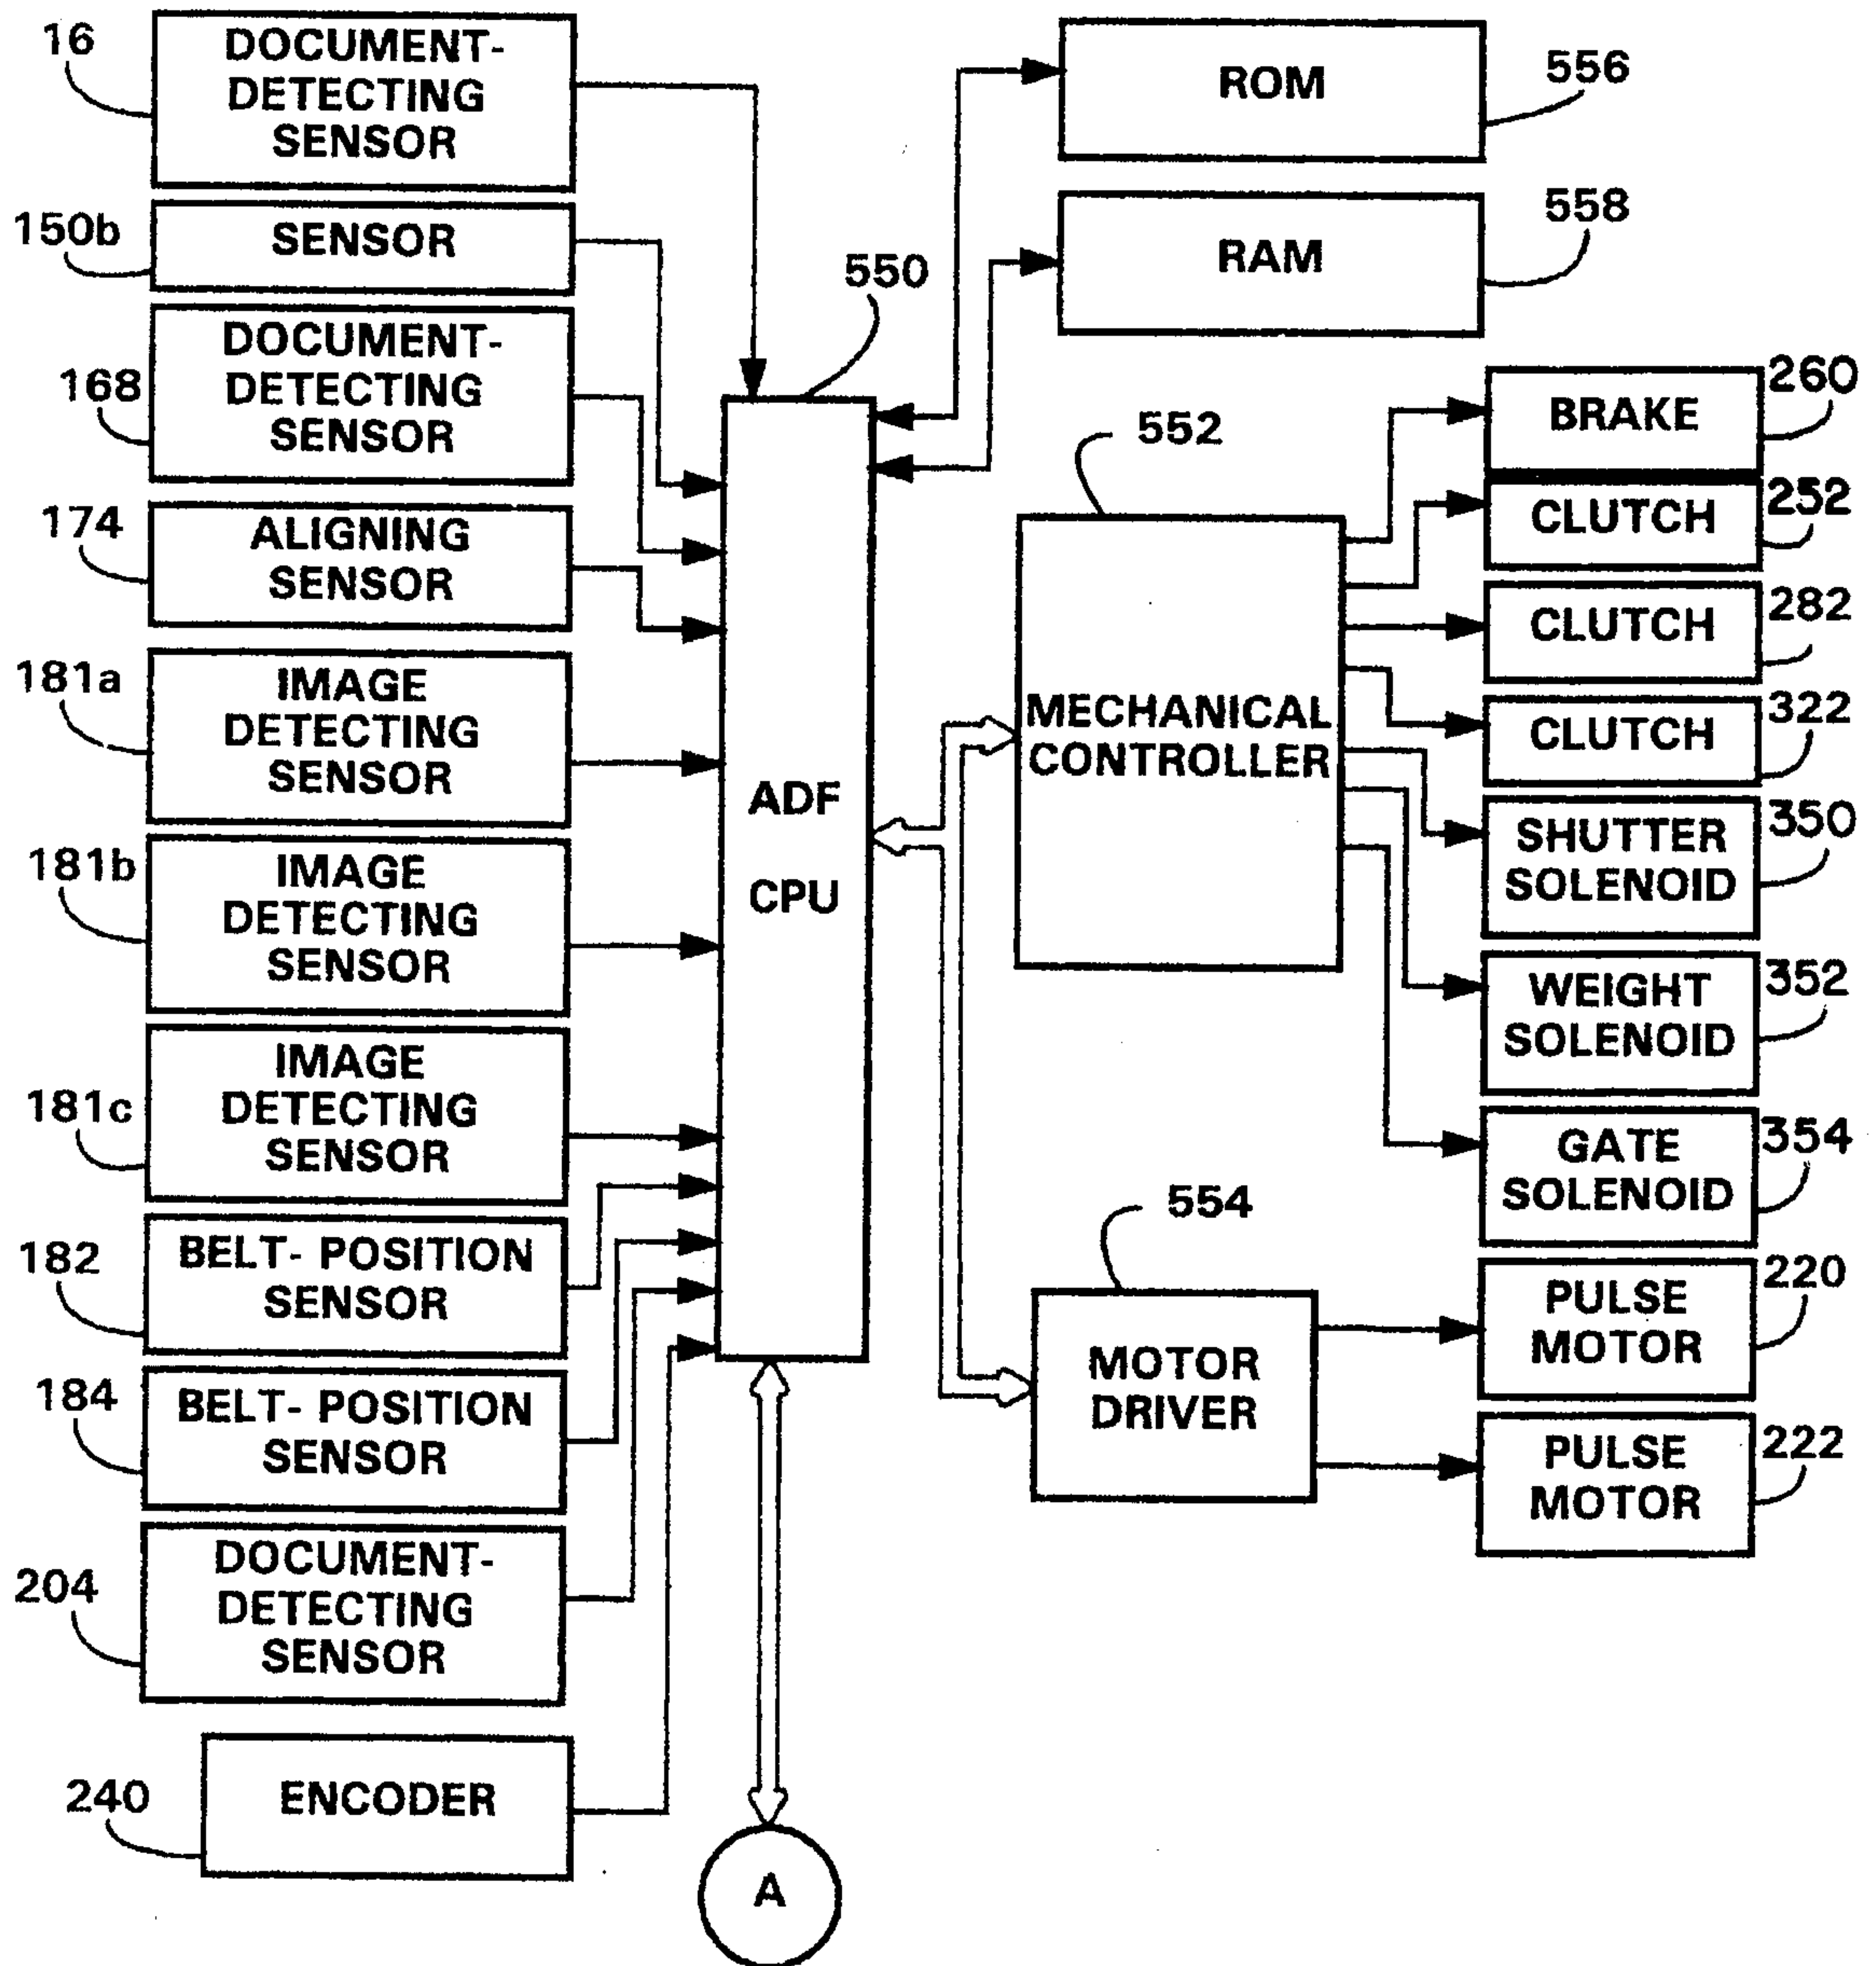 16
DOCUMENT-
DETECTING
SENSOR
150b
SENSOR
168
DOCUMENT-
DETECTING
SENSOR
174
ALIGNING
SENSOR
181a
IMAGE
DETECTING
SENSOR
181b
IMAGE
DETECTING
SENSOR
181c
IMAGE
DETECTING
SENSOR
182
BELT- POSITION
SENSOR
184
BELT- POSITION
SENSOR
204
DOCUMENT-
DETECTING
SENSOR
240
ENCODER
550
ADF
CPU
A
ROM
556
RAM
558
552
MECHANICAL
CONTROLLER
554
MOTOR
DRIVER
BRAKE
260
CLUTCH
252
CLUTCH
282
CLUTCH
322
SHUTTER
SOLENOID
350
WEIGHT
SOLENOID
352
GATE
SOLENOID
354
PULSE
MOTOR
220
PULSE
MOTOR
222